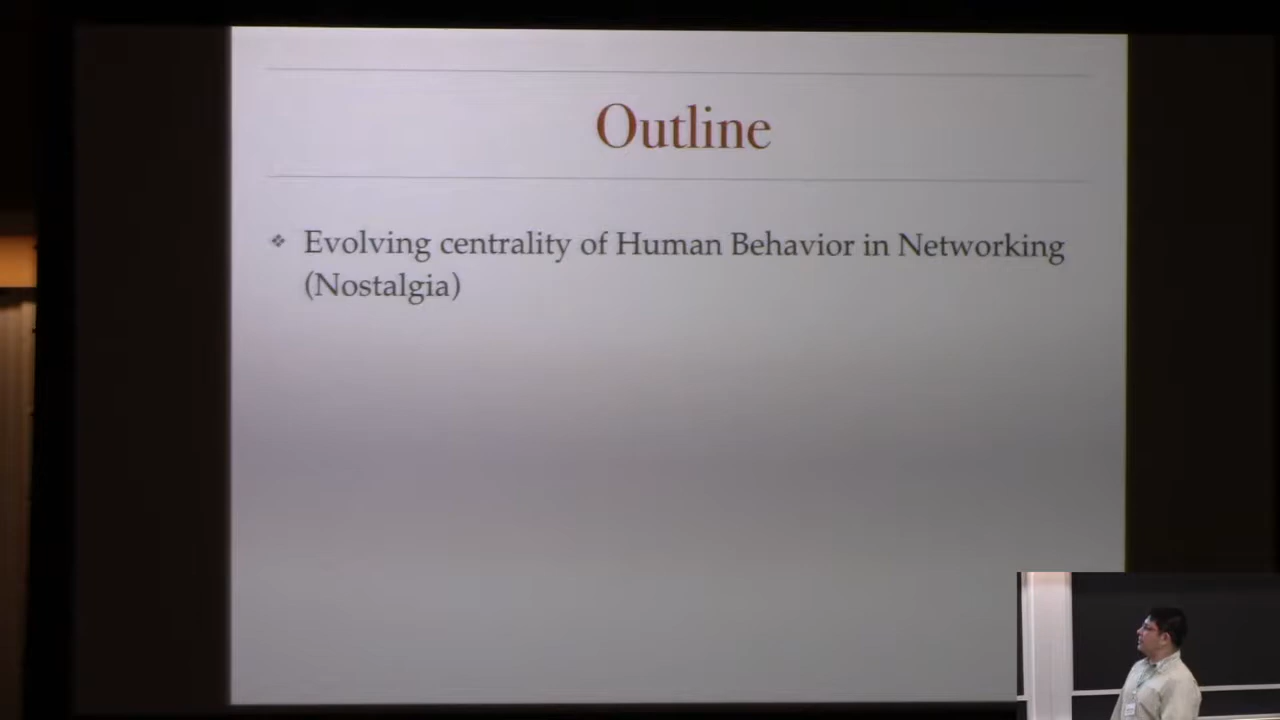 Outline
❖ Evolving centrality of Human Behavior in Networking
(Nostalgia)